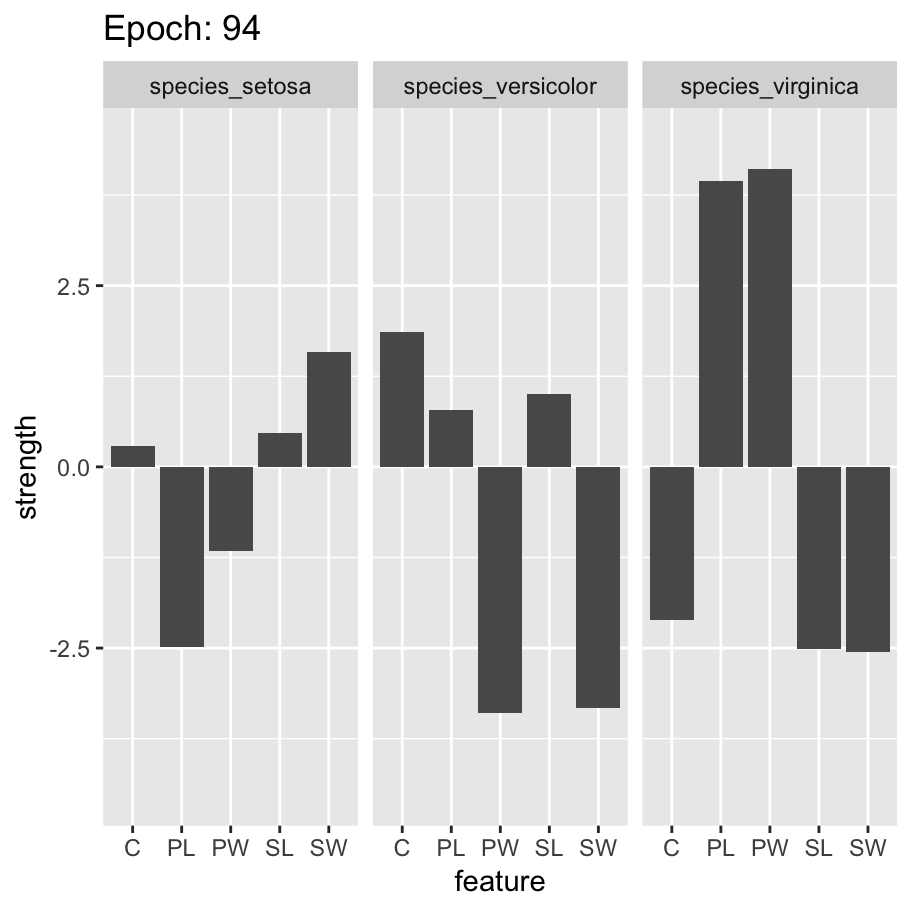 Epoch: 94
species_setosa species_versicolor species_virginica
2.5
0.0
-2.5
strength
C PL PW SL SW C PL PW SL SW C PL PW SL SW
feature